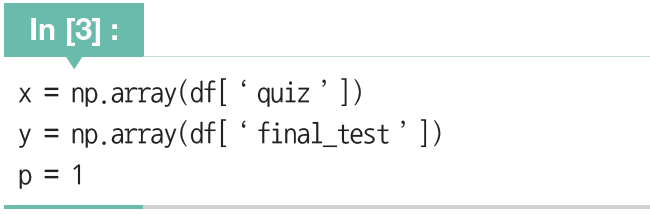 In [3] :
x = np.array(df[ ‘ quiz ’ ])
y = np.array(df[ ‘ final_test ’ ])
p = 1